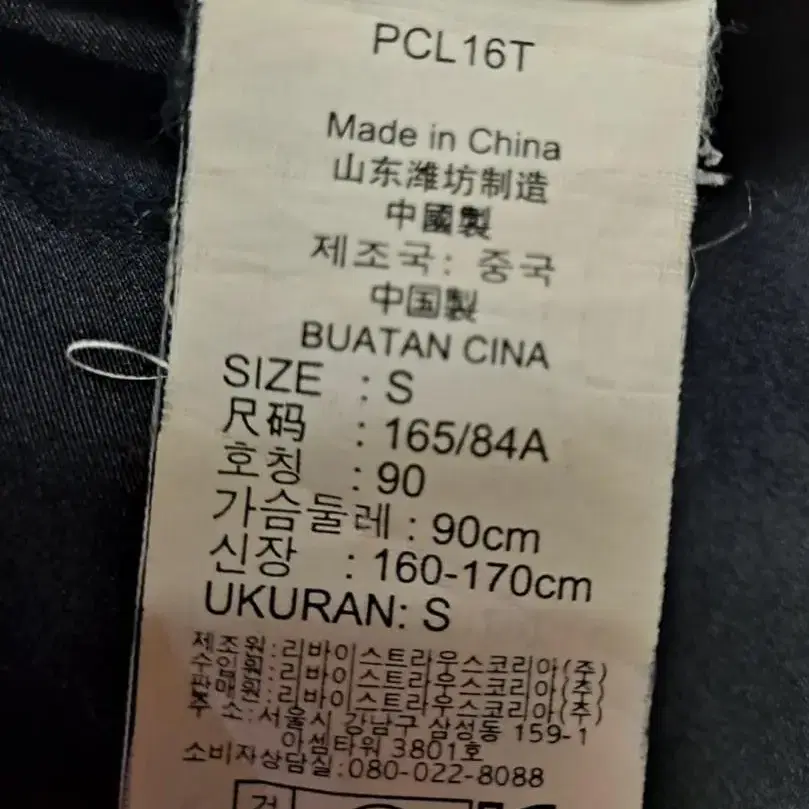 PCL16T
Made in China
山东潍坊制造
中國製
제조국: 중국
中国製
BUATAN CINA
SIZE : S
尺码 : 165/84A
호칭 : 90
가슴둘레 : 90cm
신장 : 160-170cm
UKURAN: S
제조원:리바이스트라우스코리아(주)
수입원:리바이스트라우스코리아(주)
판매원:리바이스트라우스코리아(주)
주 소:서울시 강남구 삼성동 159-1
아셈타워 3801호
소비자상담실:080-022-8088